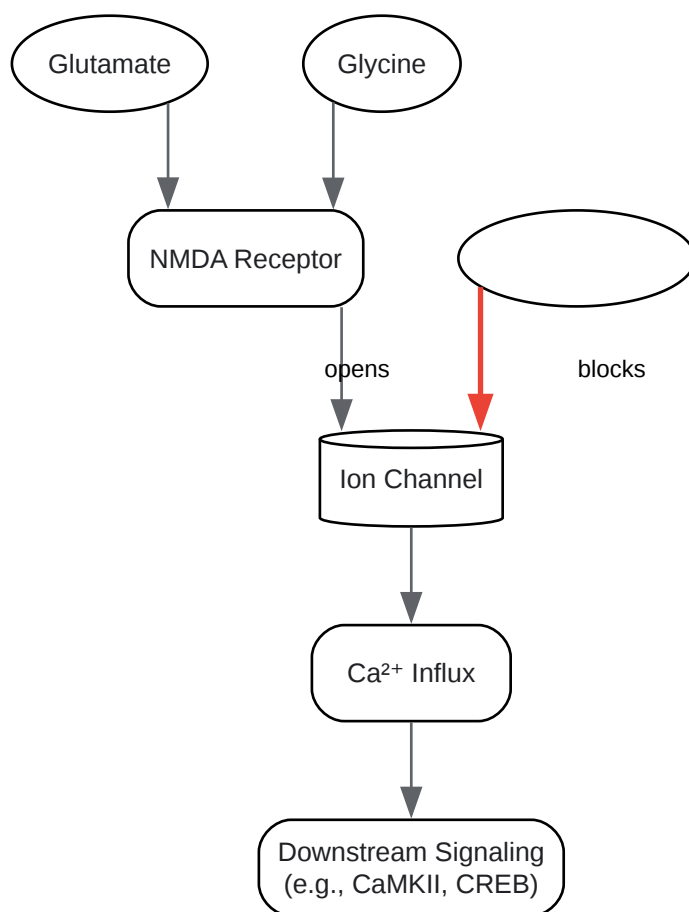 Glutamate
Glycine
NMDA Receptor
opens
blocks
Ion Channel
Ca²⁺ Influx
Downstream Signaling
(e.g., CaMKII, CREB)